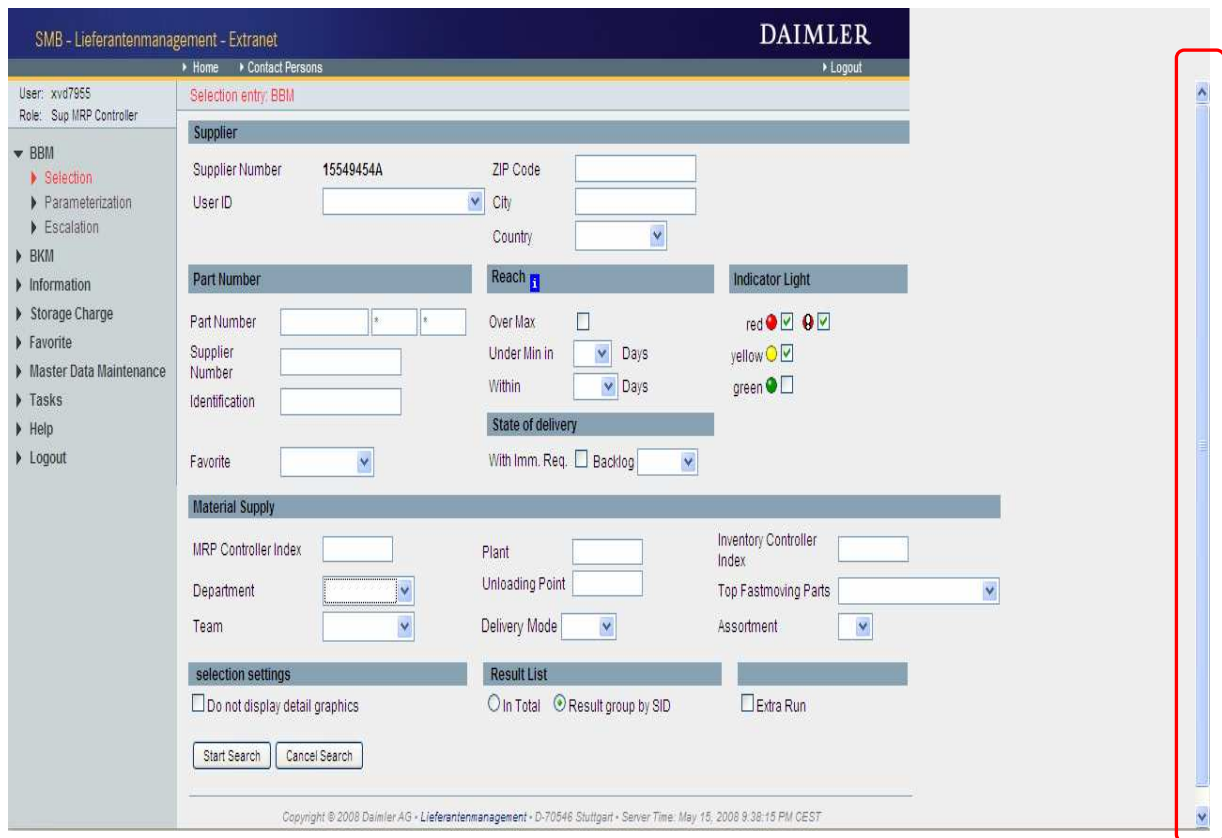 SMB - Lieferantenmanagement - Extranet
DAIMLER
Home Contact Persons Logout
User: xvd7955
Role: Sup MRP Controller
BBM
Selection
Parameterization
Escalation
BKM
Information
Storage Charge
Favorite
Master Data Maintenance
Tasks
Help
Logout
Selection entry: BBM
Supplier
Supplier Number 15549454A ZIP Code
User ID City
Country
Part Number Reach i Indicator Light
Part Number * * Over Max red
Supplier Number Under Min in Days yellow
Identification Within Days green
State of delivery
Favorite With Imm. Req. Backlog
Material Supply
MRP Controller Index Plant Inventory Controller Index
Department Unloading Point Top Fastmoving Parts
Team Delivery Mode Assortment
selection settings Result List
Do not display detail graphics In Total Result group by SID Extra Run
Start Search Cancel Search
Copyright © 2008 Daimler AG - Lieferantenmanagement - D-70546 Stuttgart - Server Time: May 15, 2008 9:38:15 PM CEST